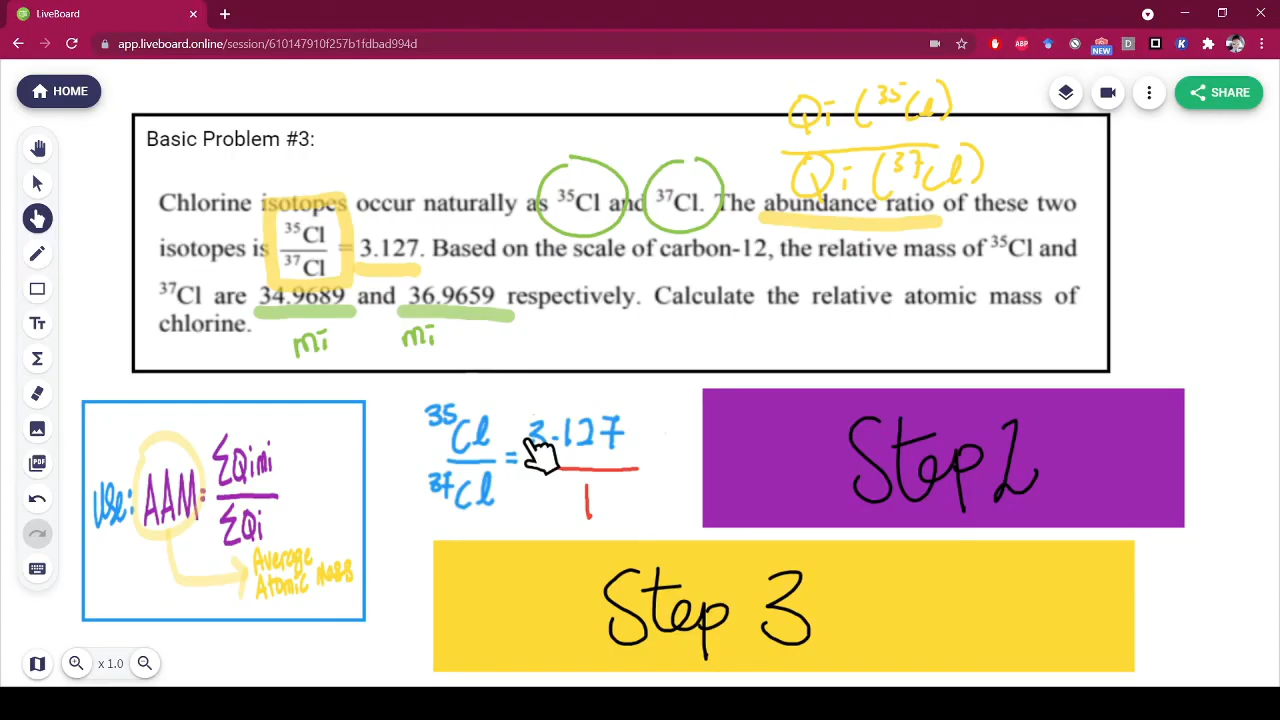 LiveBoard
app.liveboard.online/session/610147910f257b1fdbad994d
ABP
NEW
D
K
HOME
SHARE
Qi (³⁵Cl)
Qi (³⁷Cl)
Basic Problem #3:
Chlorine isotopes occur naturally as ³⁵Cl and ³⁷Cl. The abundance ratio of these two
isotopes is ³⁵Cl/³⁷Cl = 3.127. Based on the scale of carbon-12, the relative mass of ³⁵Cl and
³⁷Cl are 34.9689 and 36.9659 respectively. Calculate the relative atomic mass of
chlorine.
mi mi
Tт
Σ
PDF
Use: AAM = ΣQimi/ΣQi
Average
Atomic Mass
³⁵Cl/³⁷Cl = 3.127/1
Step 2
Step 3
x 1.0